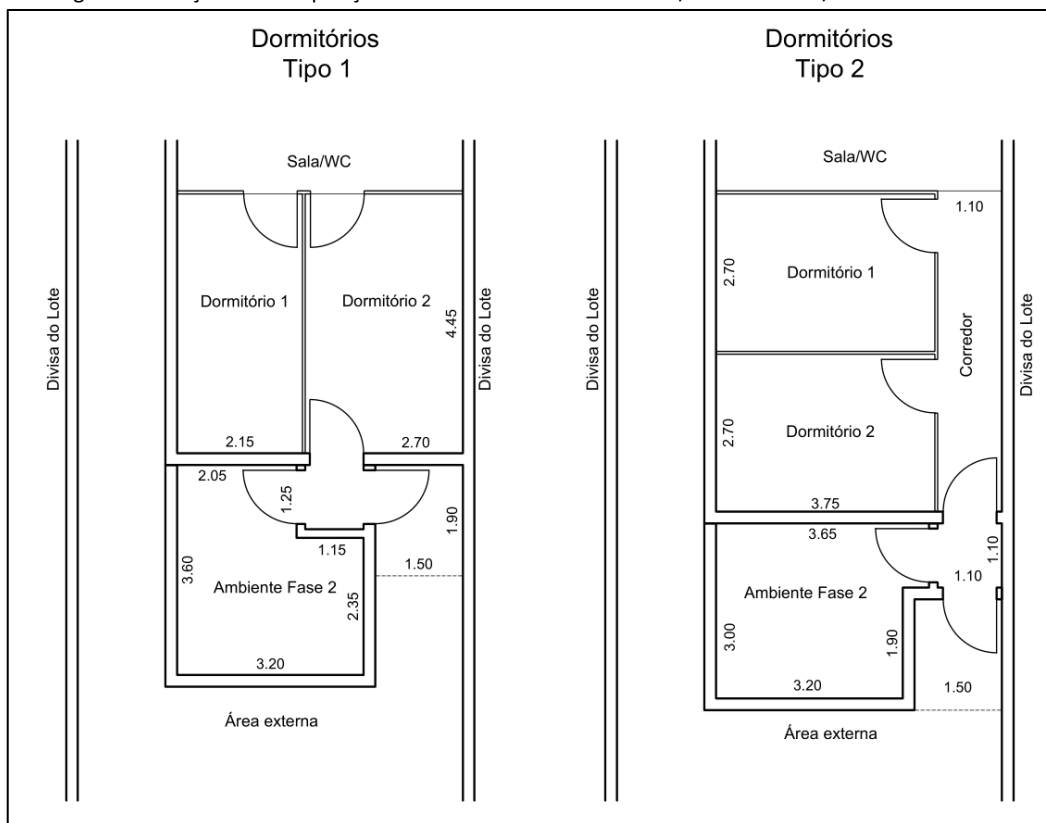 Dormitórios
Tipo 1
Sala/WC
Divisa do Lote
Dormitório 1
Dormitório 2
4.45
Divisa do Lote
2.15
2.70
2.05
1.25
1.90
1.15
1.50
3.60
Ambiente Fase 2
2.35
3.20
Área externa
Dormitórios
Tipo 2
Sala/WC
1.10
2.70
Dormitório 1
Divisa do Lote
Corredor
Divisa do Lote
2.70
Dormitório 2
3.75
3.65
1.10
1.10
Ambiente Fase 2
3.00
1.90
3.20
1.50
Área externa